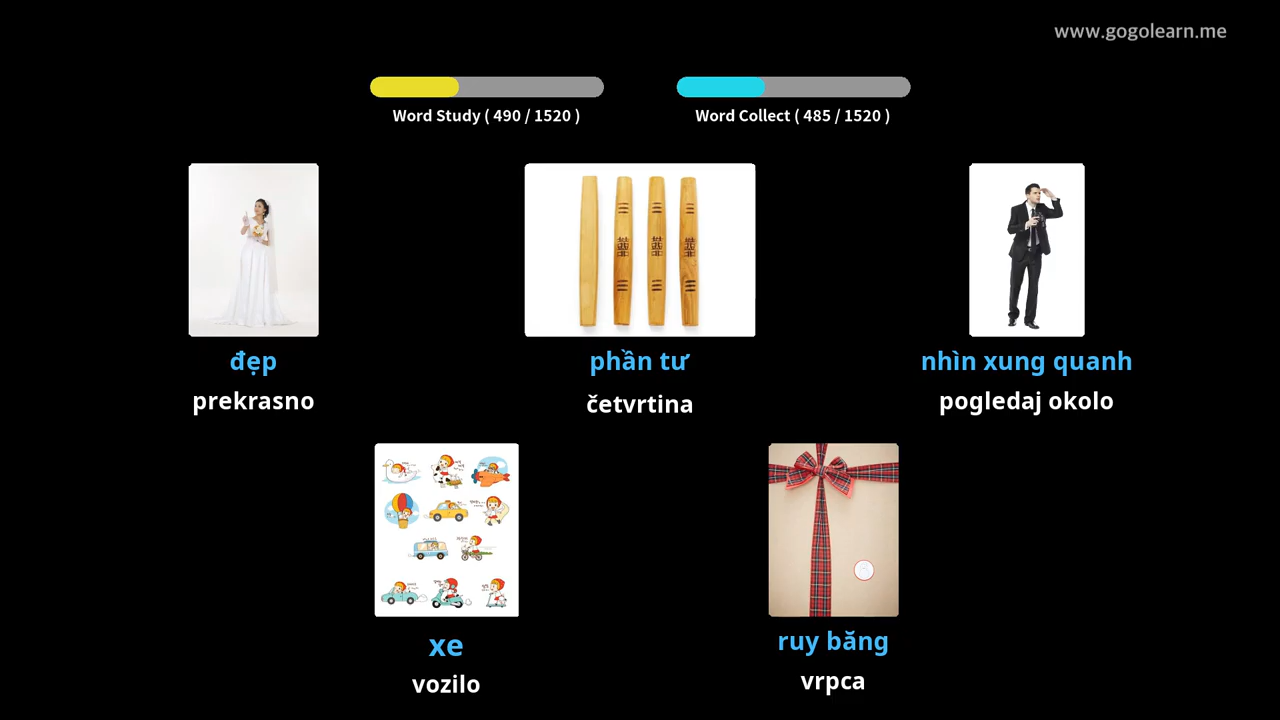 www.gogolearn.me
Word Study ( 490 / 1520 )
Word Collect ( 485 / 1520 )
đẹp
phần tư
nhìn xung quanh
prekrasno
četvrtina
pogledaj okolo
xe
ruy băng
vozilo
vrpca